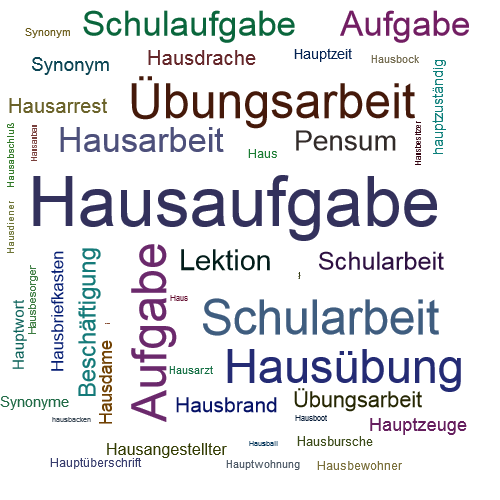 Synonym
Schulaufgabe
Aufgabe
Synonym
Hausdrache
Hauptzeit
Hausbock
hauptzuständig
Hausarrest
Übungsarbeit
Hausarbeit
Pensum
Hausbesitzer
Hausabschluß
Hausanbau
Haus
Hausaufgabe
Hausdiener
Lektion
Schularbeit
Hausbriefkasten
Beschäftigung
Aufgabe
Hausbesorger
Hauptwort
Haus
Schularbeit
Hausdame
Hausübung
Hausarzt
Synonyme
Hausbrand
Übungsarbeit
hausbacken
Hausboot
Hauptzeuge
Hausangestellter
Hausball
Hausbursche
Hauptüberschrift
Hauptwohnung
Hausbewohner